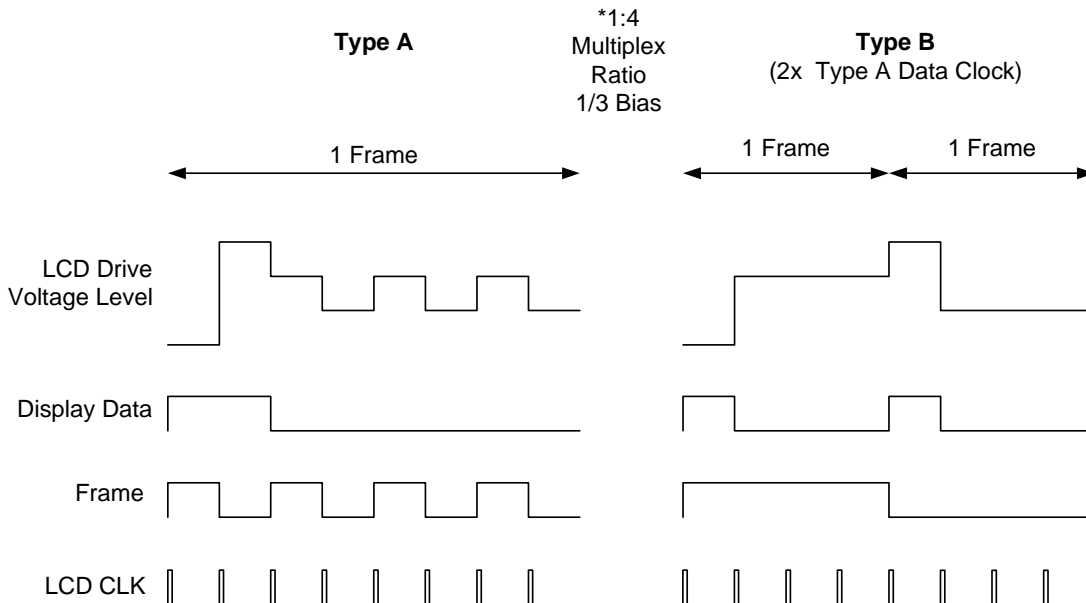 Type A
*1:4
Multiplex
Ratio
1/3 Bias
Type B
(2x Type A Data Clock)
1 Frame
1 Frame
1 Frame
LCD Drive
Voltage Level
Display Data
Frame
LCD CLK